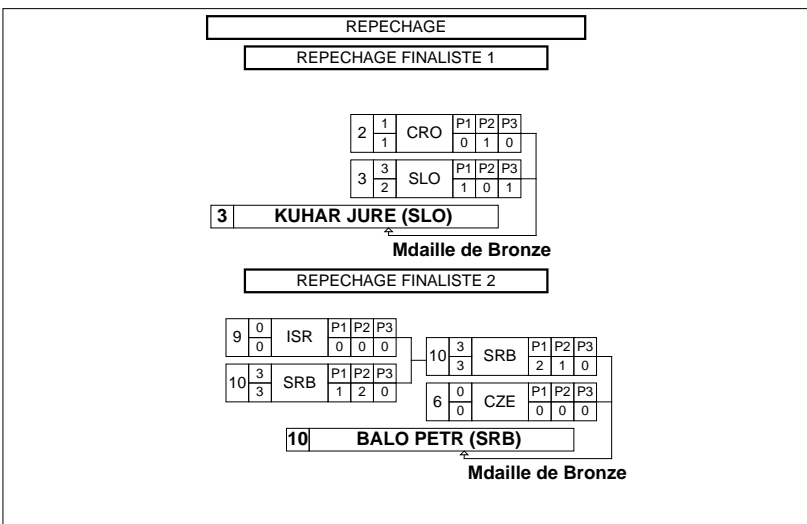 REPECHAGE
REPECHAGE FINALISTE 1
2 1 CRO P1 P2 P3
1 0 1 0
3 3 SLO P1 P2 P3
2 1 0 1
3 KUHAR JURE (SLO)
Mdaille de Bronze
REPECHAGE FINALISTE 2
9 0 ISR P1 P2 P3
0 0 0 0
10 3 SRB P1 P2 P3
3 1 2 0
10 3 SRB P1 P2 P3
3 2 1 0
6 0 CZE P1 P2 P3
0 0 0 0
10 BALO PETR (SRB)
Mdaille de Bronze